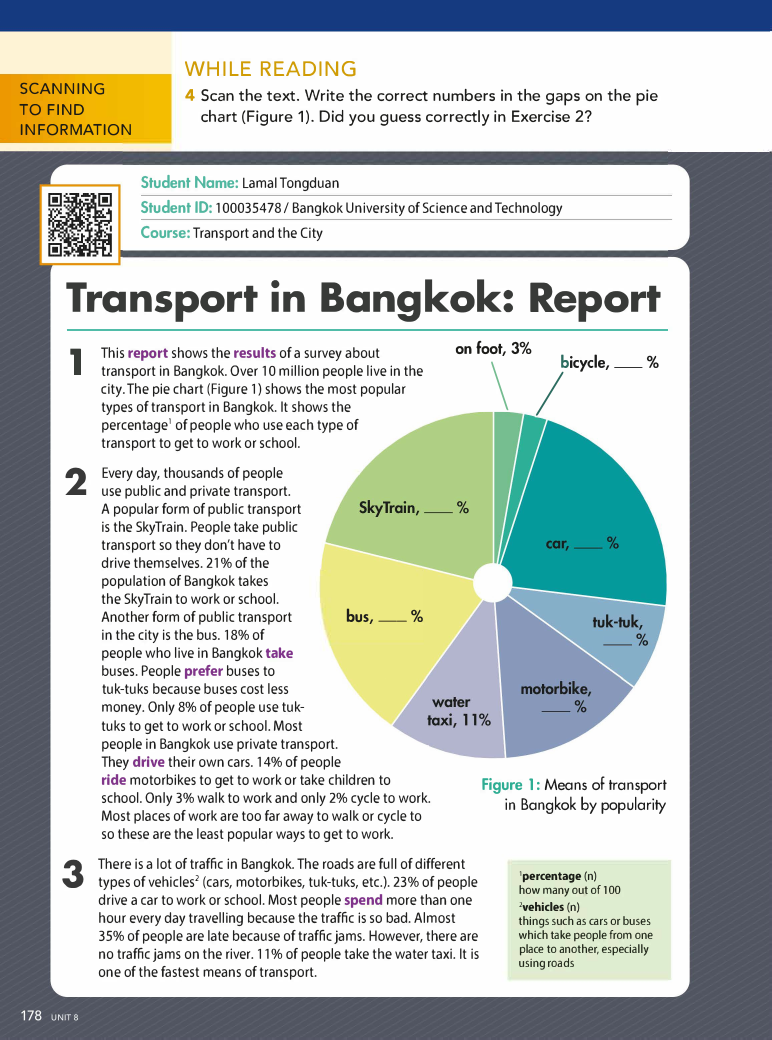 WHILE READING
SCANNING
TO FIND
INFORMATION
4 Scan the text. Write the correct numbers in the gaps on the pie
chart (Figure 1). Did you guess correctly in Exercise 2?
Student Name: Lamal Tongduan
Student ID: 100035478 / Bangkok University of Science and Technology
Course: Transport and the City
Transport in Bangkok: Report
1
This report shows the results of a survey about
transport in Bangkok. Over 10 million people live in the
city. The pie chart (Figure 1) shows the most popular
types of transport in Bangkok. It shows the
percentage¹ of people who use each type of
transport to get to work or school.
2
Every day, thousands of people
use public and private transport.
A popular form of public transport
is the SkyTrain. People take public
transport so they don't have to
drive themselves. 21% of the
population of Bangkok takes
the SkyTrain to work or school.
Another form of public transport
in the city is the bus. 18% of
people who live in Bangkok take
buses. People prefer buses to
tuk-tuks because buses cost less
money. Only 8% of people use tuk-
tuks to get to work or school. Most
people in Bangkok use private transport.
They drive their own cars. 14% of people
ride motorbikes to get to work or take children to
school. Only 3% walk to work and only 2% cycle to work.
Most places of work are too far away to walk or cycle to
so these are the least popular ways to get to work.
3
There is a lot of traffic in Bangkok. The roads are full of different
types of vehicles² (cars, motorbikes, tuk-tuks, etc.). 23% of people
drive a car to work or school. Most people spend more than one
hour every day travelling because the traffic is so bad. Almost
35% of people are late because of traffic jams. However, there are
no traffic jams on the river. 11% of people take the water taxi. It is
one of the fastest means of transport.
on foot, 3%
bicycle, ____ %
SkyTrain, ____ %
car, ____ %
bus, ____ %
tuk-tuk,
____ %
motorbike,
____ %
water
taxi, 11%
Figure 1: Means of transport
in Bangkok by popularity
¹percentage (n)
how many out of 100
²vehicles (n)
things such as cars or buses
which take people from one
place to another, especially
using roads
178 UNIT 8